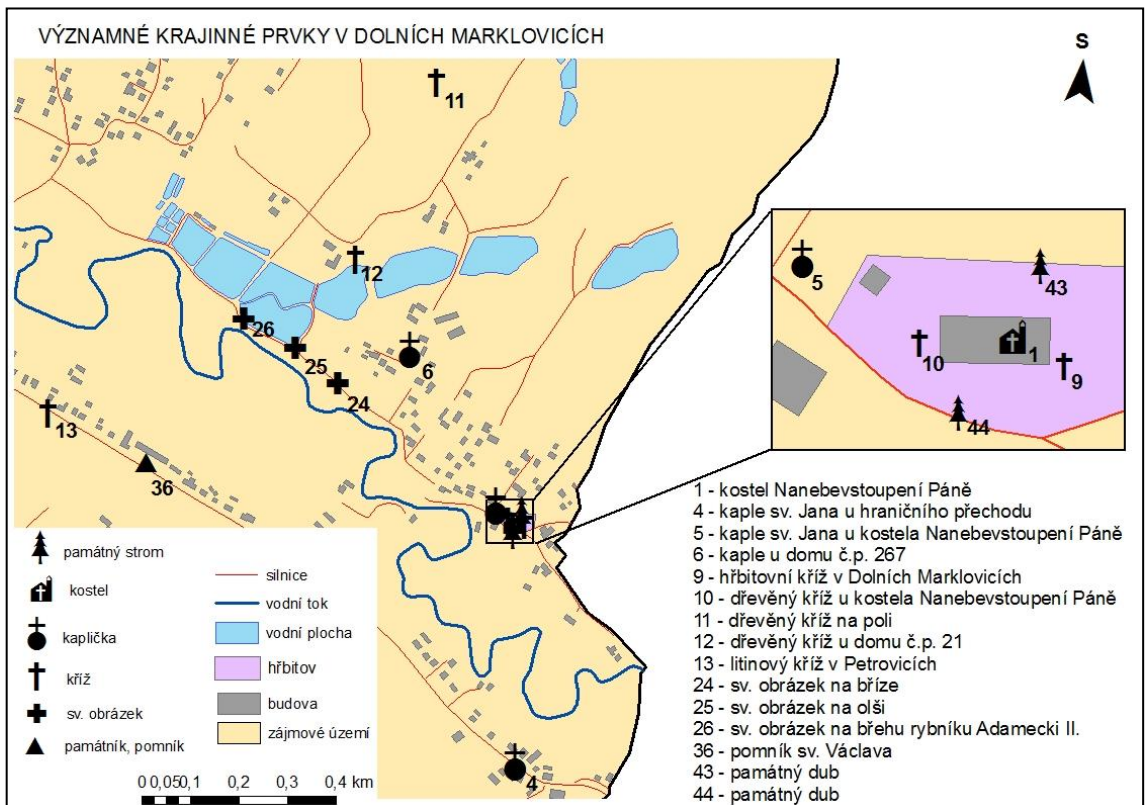 VÝZNAMNÉ KRAJINNÉ PRVKY V DOLNÍCH MARKLOVICÍCH
S
11
12
26
25
6
24
13
36
4
5
43
10
1
9
44
památný strom
kostel
kaplička
kříž
sv. obrázek
památník, pomník
silnice
vodní tok
vodní plocha
hřbitov
budova
zájmové území
0 0,05 0,1 0,2 0,3 0,4 km
1 - kostel Nanebevstoupení Páně
4 - kaple sv. Jana u hraničního přechodu
5 - kaple sv. Jana u kostela Nanebevstoupení Páně
6 - kaple u domu č.p. 267
9 - hřbitovní kříž v Dolních Marklovicích
10 - dřevěný kříž u kostela Nanebevstoupení Páně
11 - dřevěný kříž na poli
12 - dřevěný kříž u domu č.p. 21
13 - litinový kříž v Petrovicích
24 - sv. obrázek na bříze
25 - sv. obrázek na olši
26 - sv. obrázek na břehu rybníku Adamecki II.
36 - pomník sv. Václava
43 - památný dub
44 - památný dub